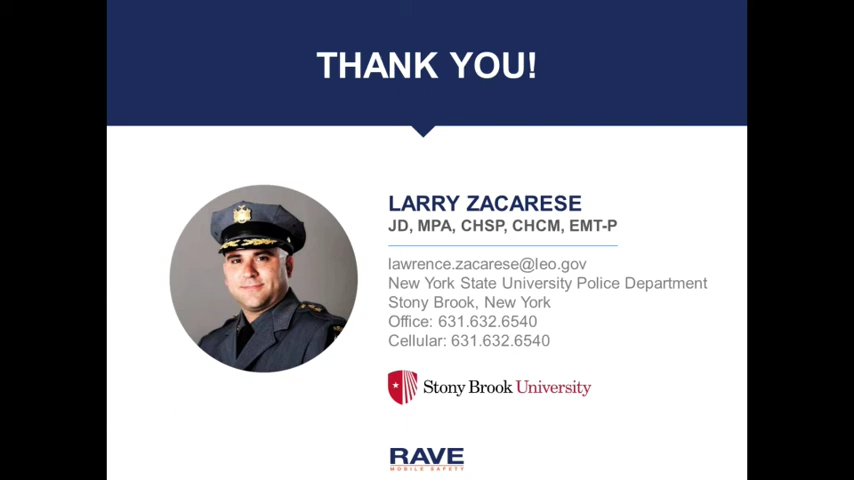 THANK YOU!
LARRY ZACARESE
JD, MPA, CHSP, CHCM, EMT-P
lawrence.zacarese@leo.gov
New York State University Police Department
Stony Brook, New York
Office: 631.632.6540
Cellular: 631.632.6540
Stony Brook University
RAVE
MOBILE SAFETY